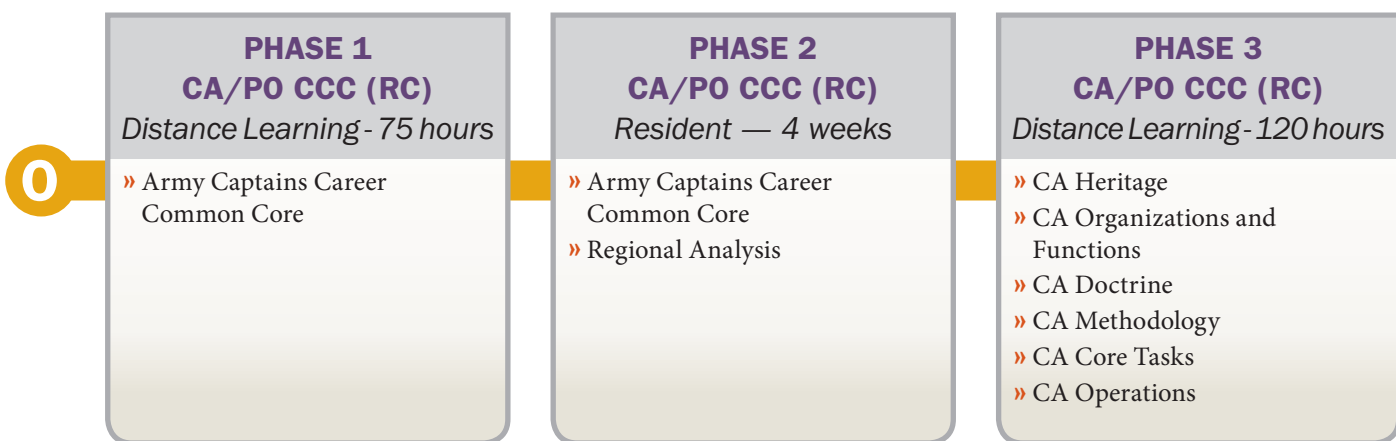 O
PHASE 1
CA/PO CCC (RC)
Distance Learning - 75 hours
» Army Captains Career
Common Core
PHASE 2
CA/PO CCC (RC)
Resident — 4 weeks
» Army Captains Career
Common Core
» Regional Analysis
PHASE 3
CA/PO CCC (RC)
Distance Learning - 120 hours
» CA Heritage
» CA Organizations and
Functions
» CA Doctrine
» CA Methodology
» CA Core Tasks
» CA Operations